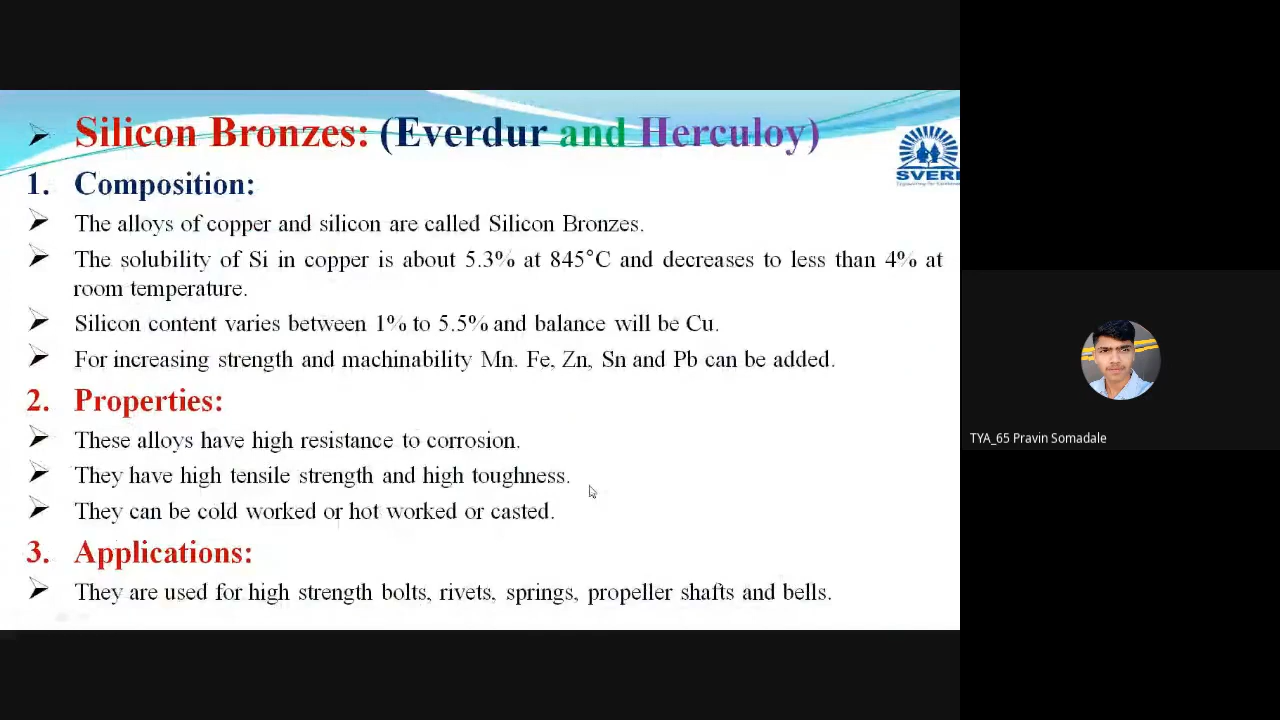 ➢ Silicon Bronzes: (Everdur and Herculoy)
1. Composition:
➢ The alloys of copper and silicon are called Silicon Bronzes.
➢ The solubility of Si in copper is about 5.3% at 845°C and decreases to less than 4% at
room temperature.
➢ Silicon content varies between 1% to 5.5% and balance will be Cu.
➢ For increasing strength and machinability Mn. Fe, Zn, Sn and Pb can be added.
2. Properties:
➢ These alloys have high resistance to corrosion.
➢ They have high tensile strength and high toughness.
➢ They can be cold worked or hot worked or casted.
3. Applications:
➢ They are used for high strength bolts, rivets, springs, propeller shafts and bells.
SVERI
TYA_65 Pravin Somadale